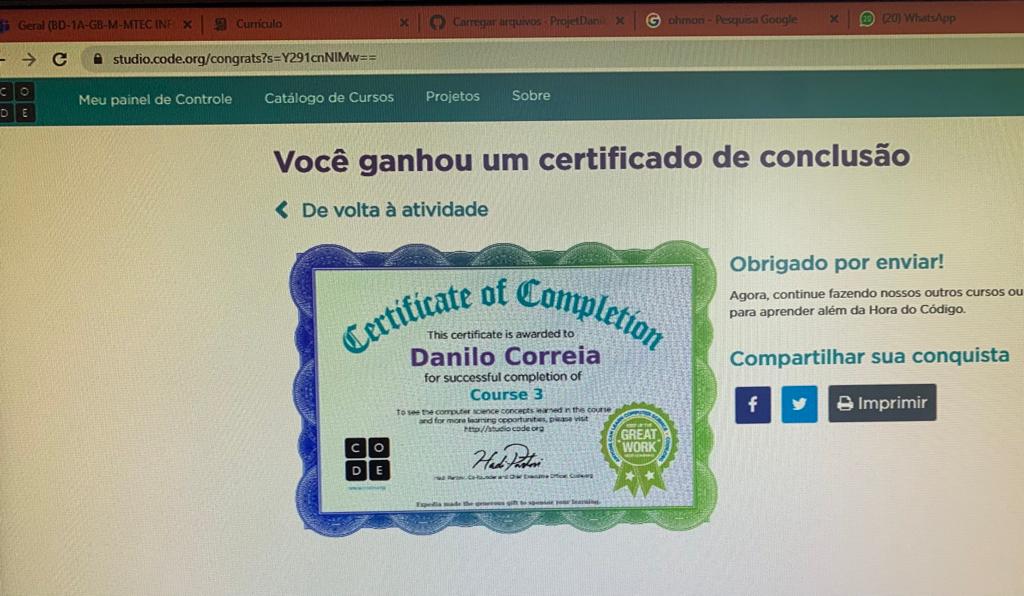 Geral (BD-1A-GB-M-MTEC INF
Currículo
Carregar arquivos · ProjetDanil
ohmori - Pesquisa Google
(20) WhatsApp
studio.code.org/congrats?s=Y291cnNlMw==
C O
D E
Meu painel de Controle
Catálogo de Cursos
Projetos
Sobre
Você ganhou um certificado de conclusão
De volta à atividade
Certificate of Completion
This certificate is awarded to
Danilo Correia
for successful completion of
Course 3
To see the computer science concepts learned in this course
and for more learning opportunities, please visit
http://studio.code.org
C O
D E
Hadi Partovi, Co-founder and Chief Executive Officer, Code.org
GREAT
WORK
Expedia made the generous gift to sponsor your learning.
Obrigado por enviar!
Agora, continue fazendo nossos outros cursos ou
para aprender além da Hora do Código.
Compartilhar sua conquista
f
Imprimir